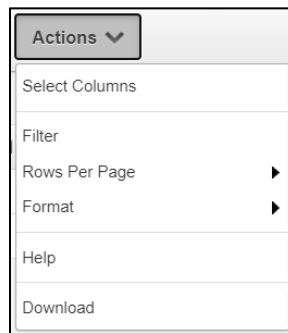 Actions
Select Columns
Filter
Rows Per Page
Format
Help
Download